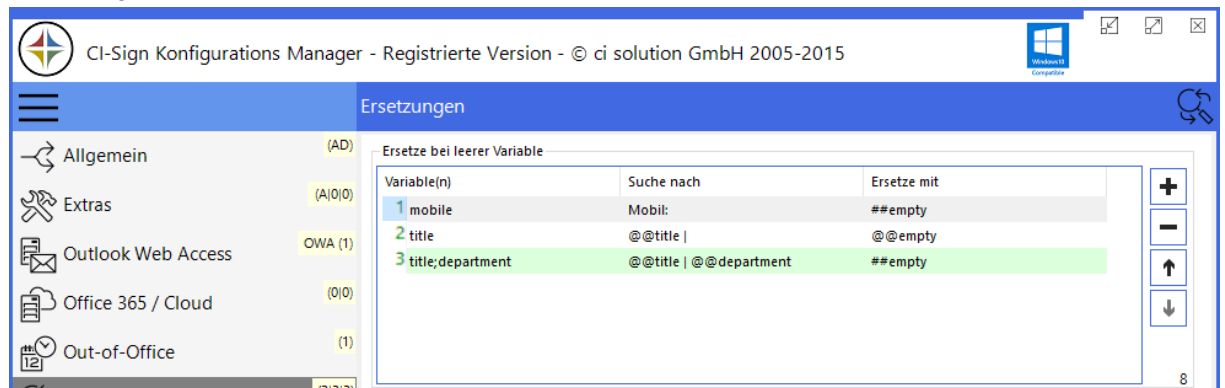 CI-Sign Konfigurations Manager - Registrierte Version - © ci solution GmbH 2005-2015
Windows10
Compatible
Ersetzungen
Allgemein (AD)
Extras (A|0|0)
Outlook Web Access OWA (1)
Office 365 / Cloud (0|0)
Out-of-Office (1)
12
Ersetze bei leerer Variable
Variable(n) Suche nach Ersetze mit
1 mobile Mobil: ##empty
2 title @@title | @@empty
3 title;department @@title | @@department ##empty
8